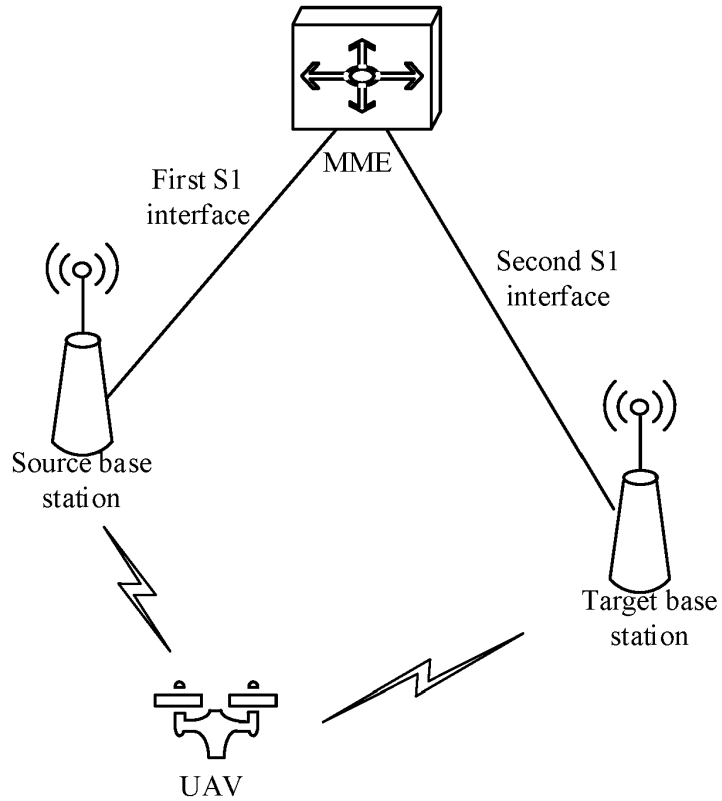 MME
First S1
interface
Second S1
interface
Source base
station
Target base
station
UAV